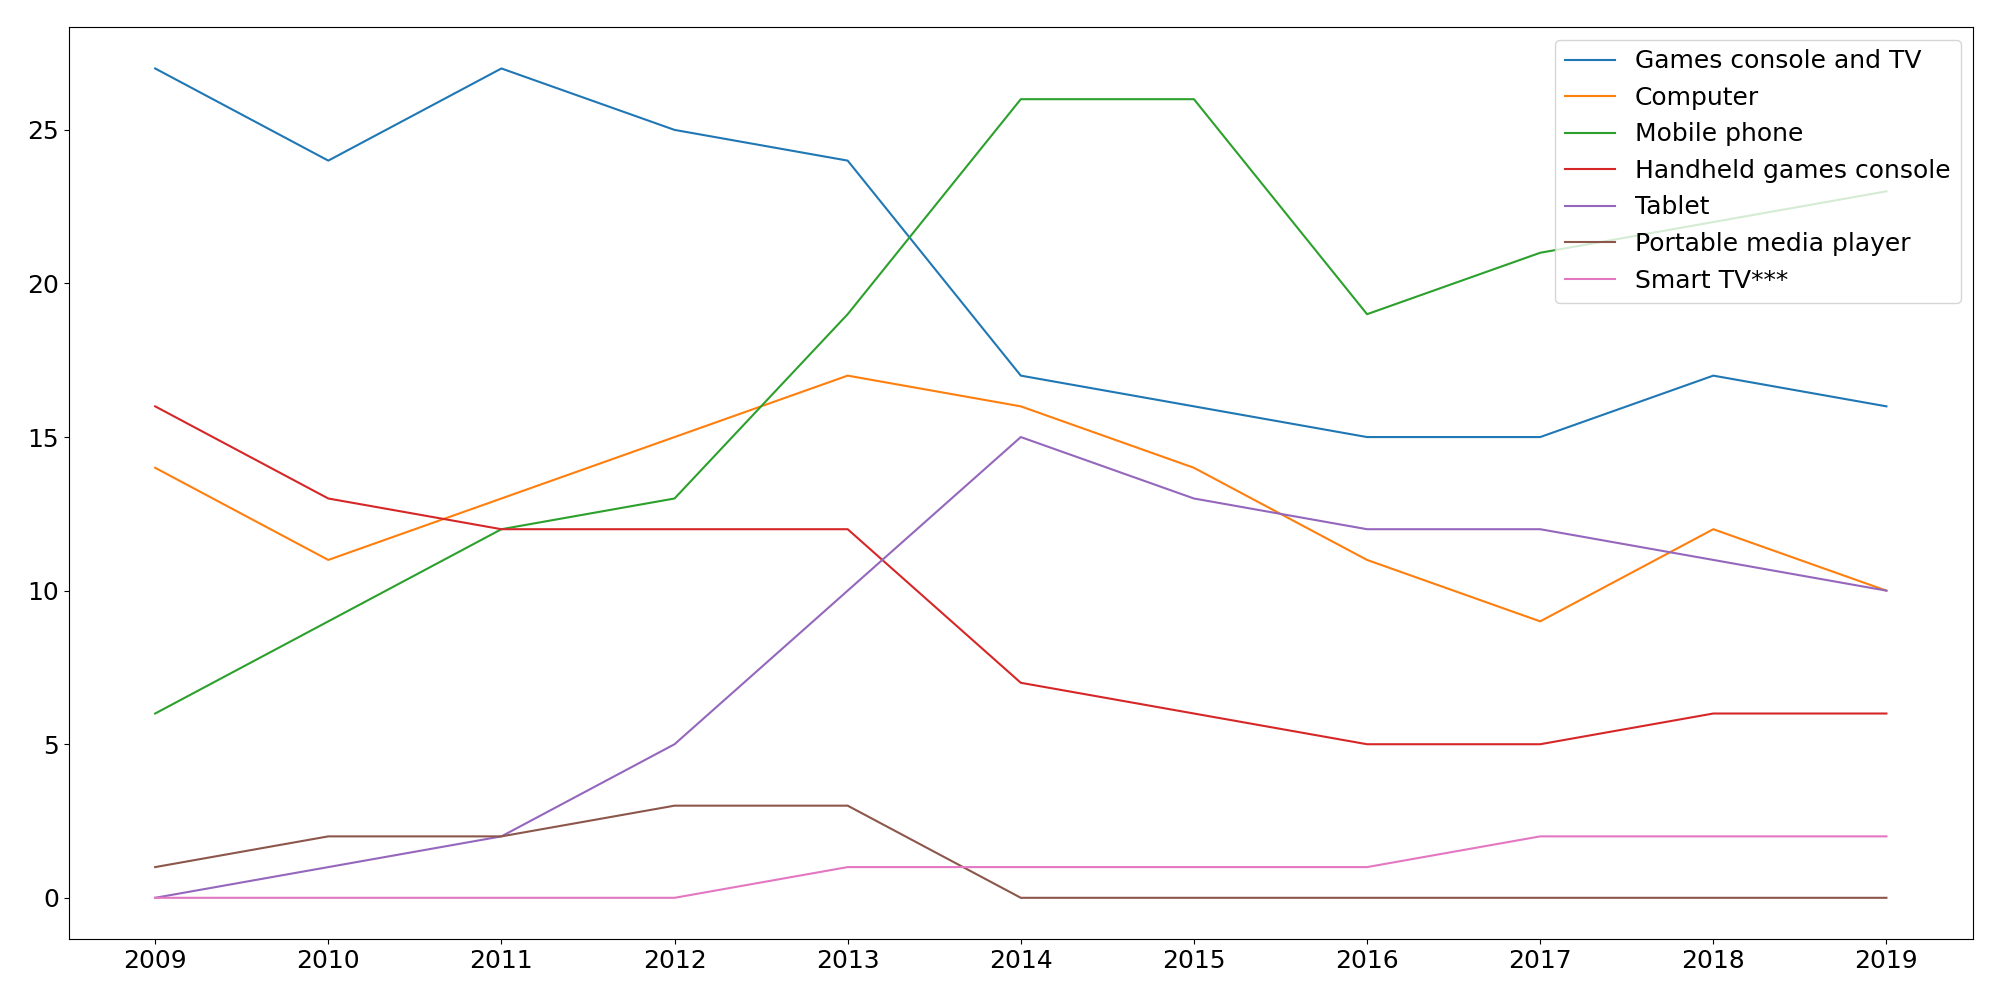 Games console and TV
Computer
Mobile phone
Handheld games console
Tablet
Portable media player
Smart TV***
25
20
15
10
5
0
2009 2010 2011 2012 2013 2014 2015 2016 2017 2018 2019